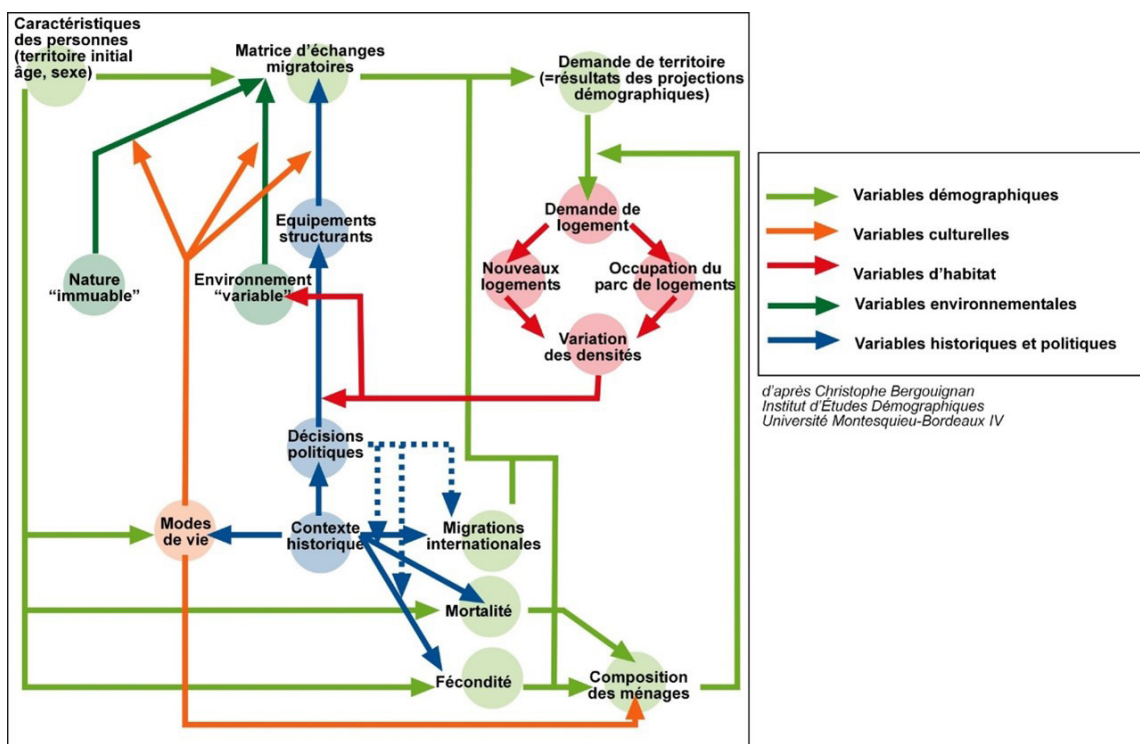 Caractéristiques
des personnes
(territoire initial
âge, sexe)
Matrice d'échanges
migratoires
Demande de territoire
(=résultats des projections
démographiques)
Equipements
structurants
Demande de
logement
Nature
“immuable”
Environnement
“variable”
Nouveaux
logements
Occupation du
parc de logements
Variation
des densités
Décisions
politiques
Modes
de vie
Contexte
historique
Migrations
internationales
Mortalité
Fécondité
Composition
des ménages
Variables démographiques
Variables culturelles
Variables d'habitat
Variables environnementales
Variables historiques et politiques
d'après Christophe Bergouignan
Institut d'Études Démographiques
Université Montesquieu-Bordeaux IV